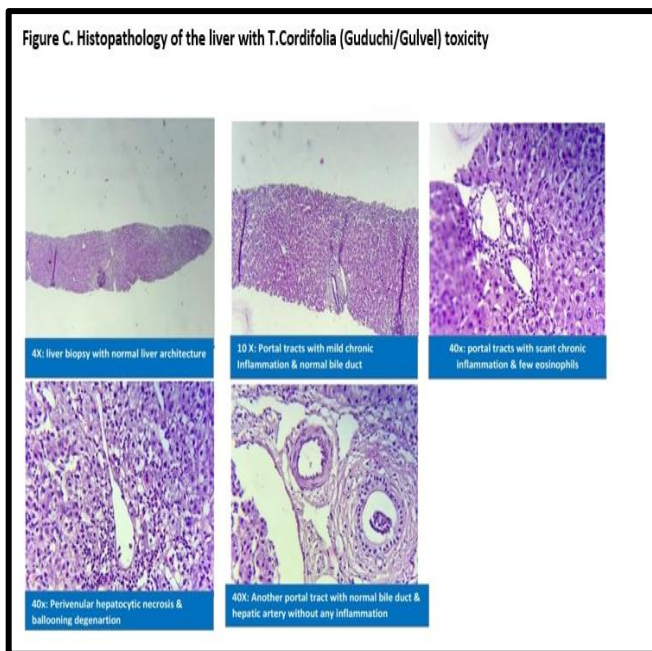 Figure C. Histopathology of the liver with T.Cordifolia (Guduchi/Gulvel) toxicity
4X: liver biopsy with normal liver architecture
10 X: Portal tracts with mild chronic
Inflammation & normal bile duct
40x: portal tracts with scant chronic
inflammation & few eosinophils
40x: Perivenular hepatocytic necrosis &
ballooning degenartion
40X: Another portal tract with normal bile duct &
hepatic artery without any inflammation